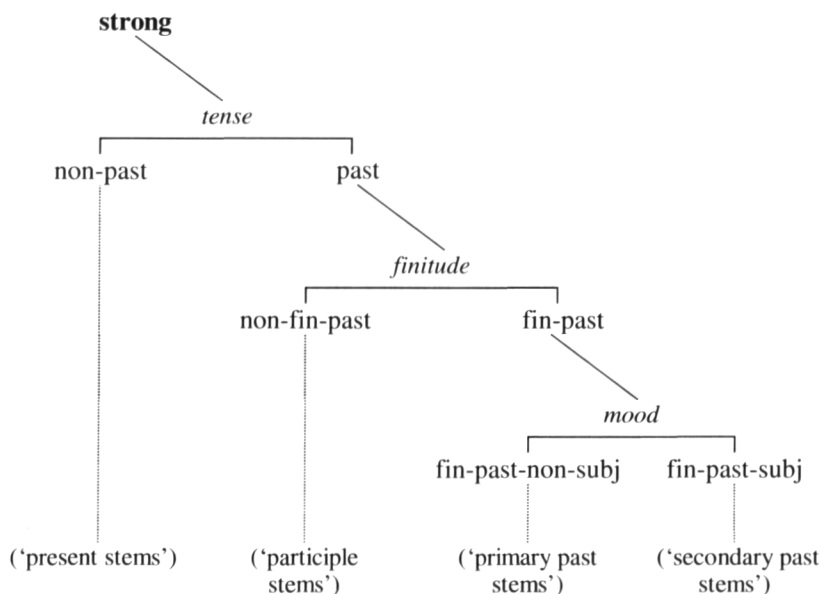 strong
tense
non-past past
finitude
non-fin-past fin-past
mood
fin-past-non-subj fin-past-subj
(‘present stems’) (‘participle (‘primary past (‘secondary past
stems’) stems’) stems’)